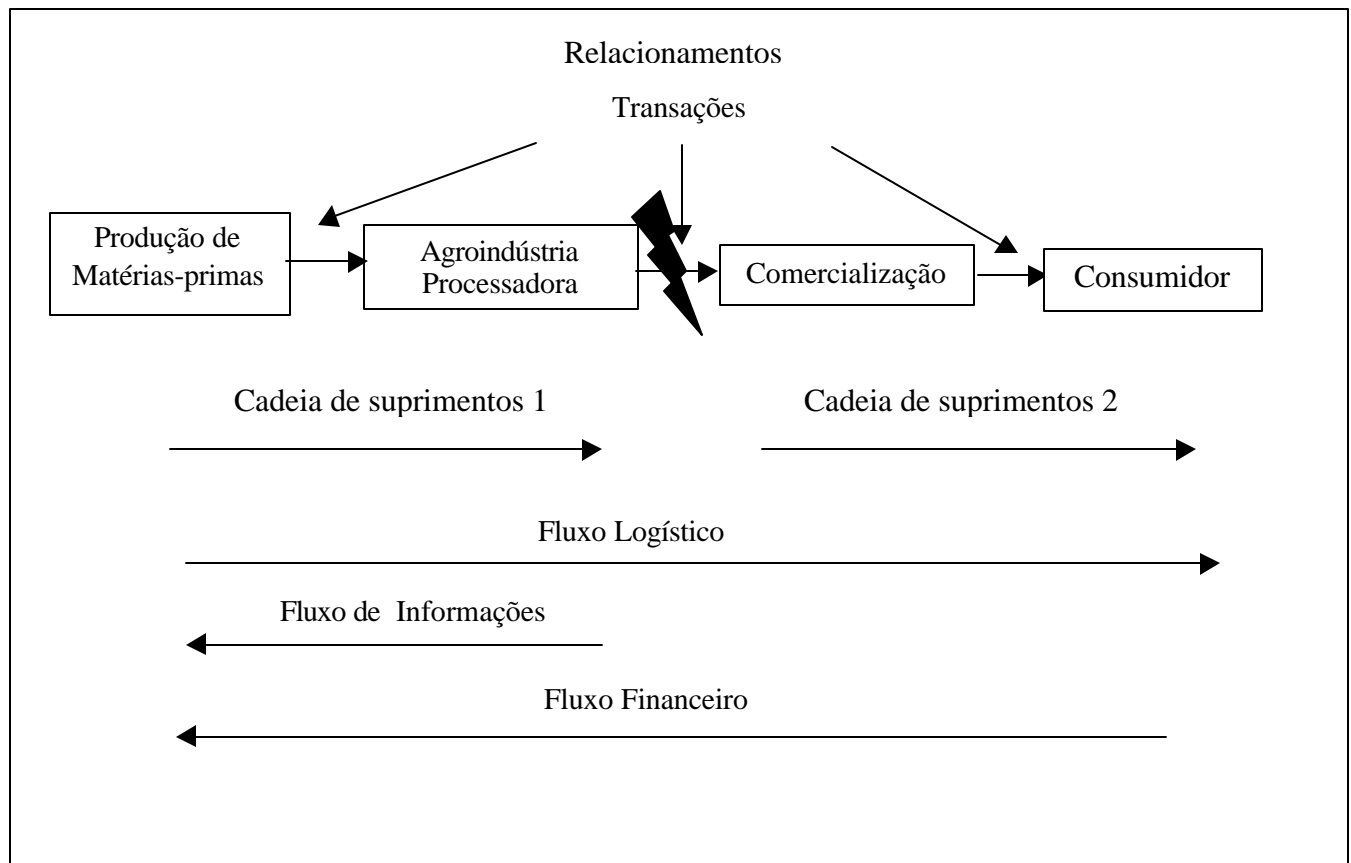 Relacionamentos
Transações
Produção de
Matérias-primas
Agroindústria
Processadora
Comercialização
Consumidor
Cadeia de suprimentos 1
Cadeia de suprimentos 2
Fluxo Logístico
Fluxo de Informações
Fluxo Financeiro